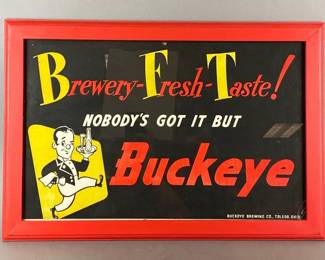 Brewery-Fresh-Taste!
NOBODY'S GOT IT BUT
Buckeye
BUCKEYE BREWING CO., TOLEDO, OHIO